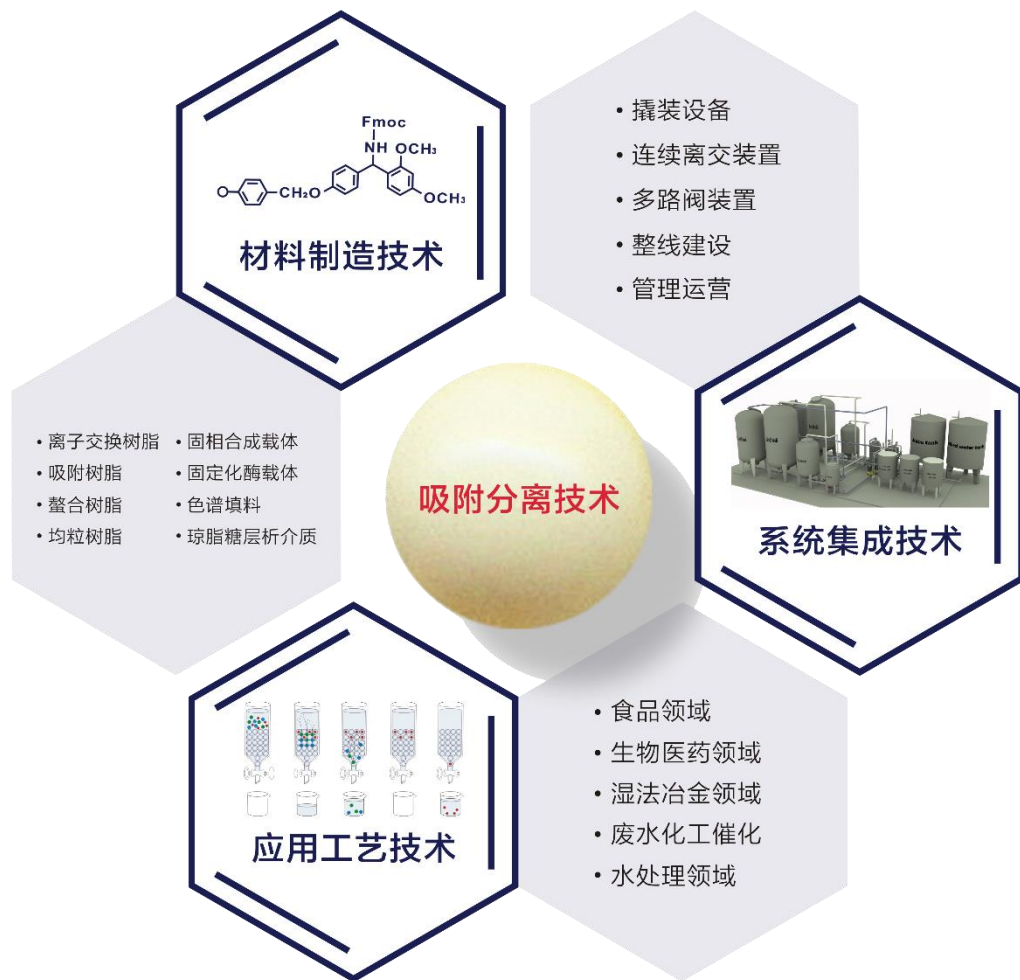 Fmoc
NH OCH₃
O CH₂O OCH₃
材料制造技术
• 撬装设备
• 连续离交装置
• 多路阀装置
• 整线建设
• 管理运营
• 离子交换树脂 • 固相合成载体
• 吸附树脂 • 固定化酶载体
• 螯合树脂 • 色谱填料
• 均粒树脂 • 琼脂糖层析介质
吸附分离技术
系统集成技术
应用工艺技术
• 食品领域
• 生物医药领域
• 湿法冶金领域
• 废水化工催化
• 水处理领域